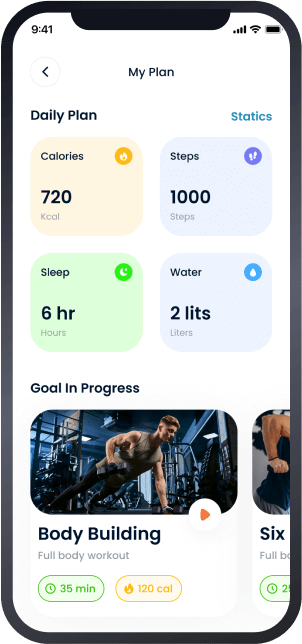 9:41
My Plan
Daily Plan
Statics
Calories
Steps
720
1000
Kcal
Steps
Sleep
Water
6 hr
2 lits
Hours
Liters
Goal In Progress
Body Building
Six
Full body workout
Full
35 min
120 cal